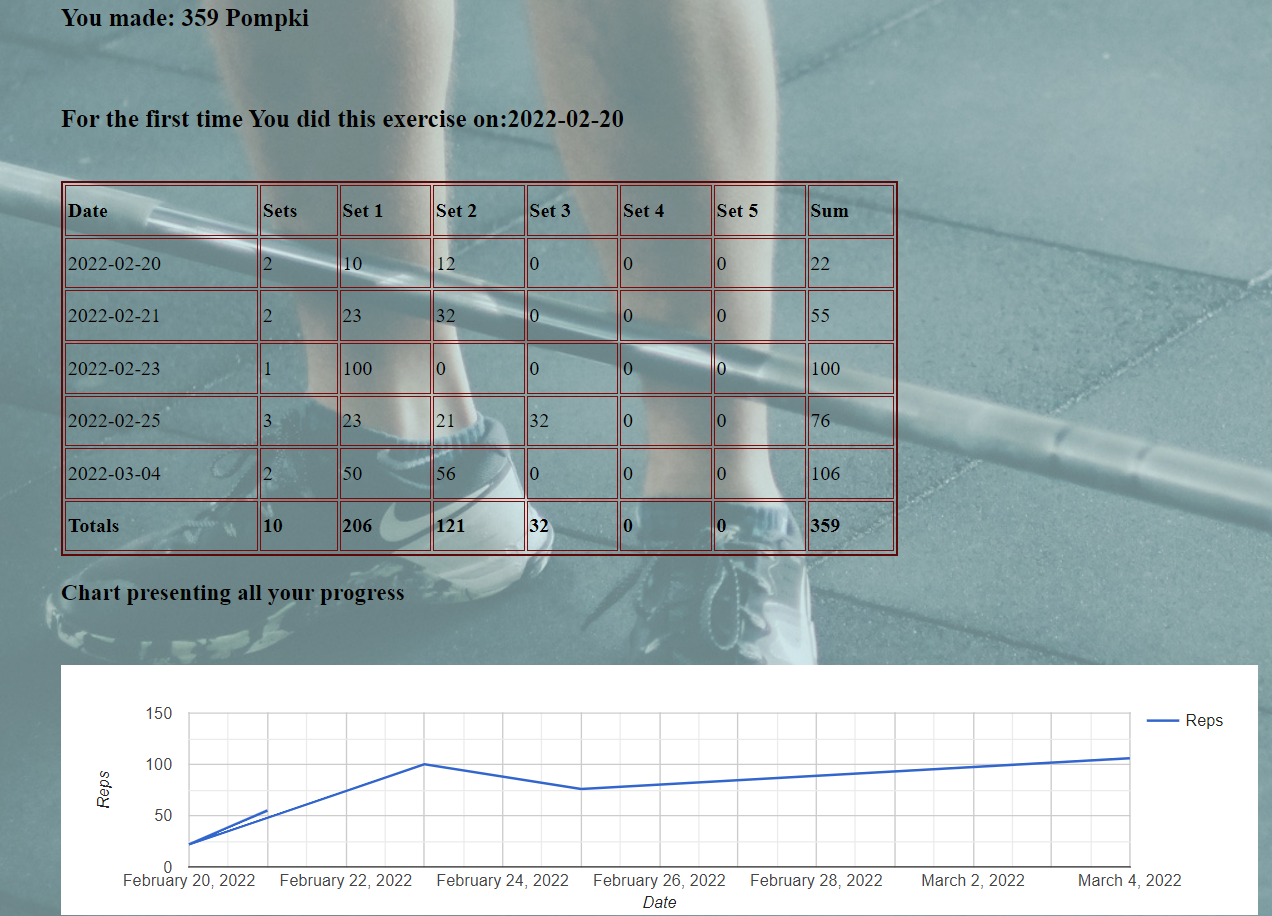 You made: 359 Pompki
For the first time You did this exercise on:2022-02-20
Date Sets Set 1 Set 2 Set 3 Set 4 Set 5 Sum
2022-02-20 2 10 12 0 0 0 22
2022-02-21 2 23 32 0 0 0 55
2022-02-23 1 100 0 0 0 0 100
2022-02-25 3 23 21 32 0 0 76
2022-03-04 2 50 56 0 0 0 106
Totals 10 206 121 32 0 0 359
Chart presenting all your progress
150
100
50
0
Reps
Reps
February 20, 2022 February 22, 2022 February 24, 2022 February 26, 2022 February 28, 2022 March 2, 2022 March 4, 2022
Date